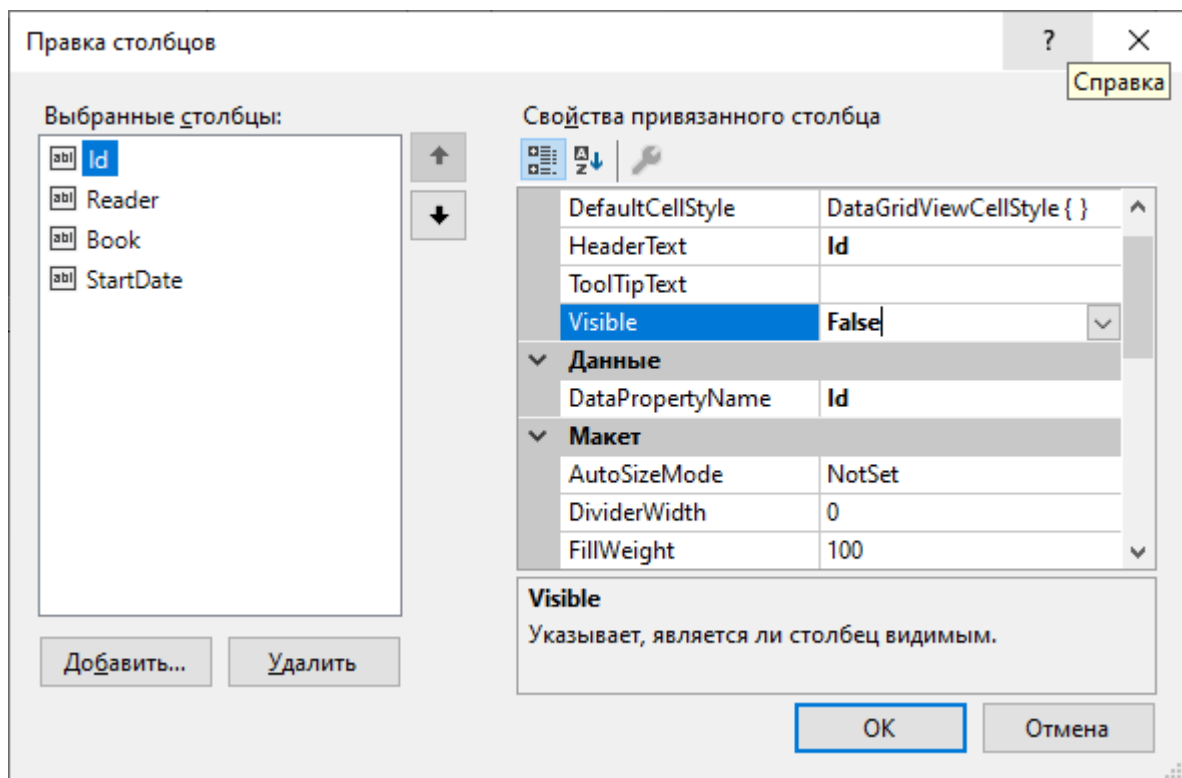 Правка столбцов
?
Справка
Выбранные столбцы:
Id
Reader
Book
StartDate
Добавить...
Удалить
Свойства привязанного столбца
DefaultCellStyle DataGridViewCellStyle { }
HeaderText Id
ToolTipText
Visible False
Данные
DataPropertyName Id
Макет
AutoSizeMode NotSet
DividerWidth 0
FillWeight 100
Visible
Указывает, является ли столбец видимым.
OK
Отмена